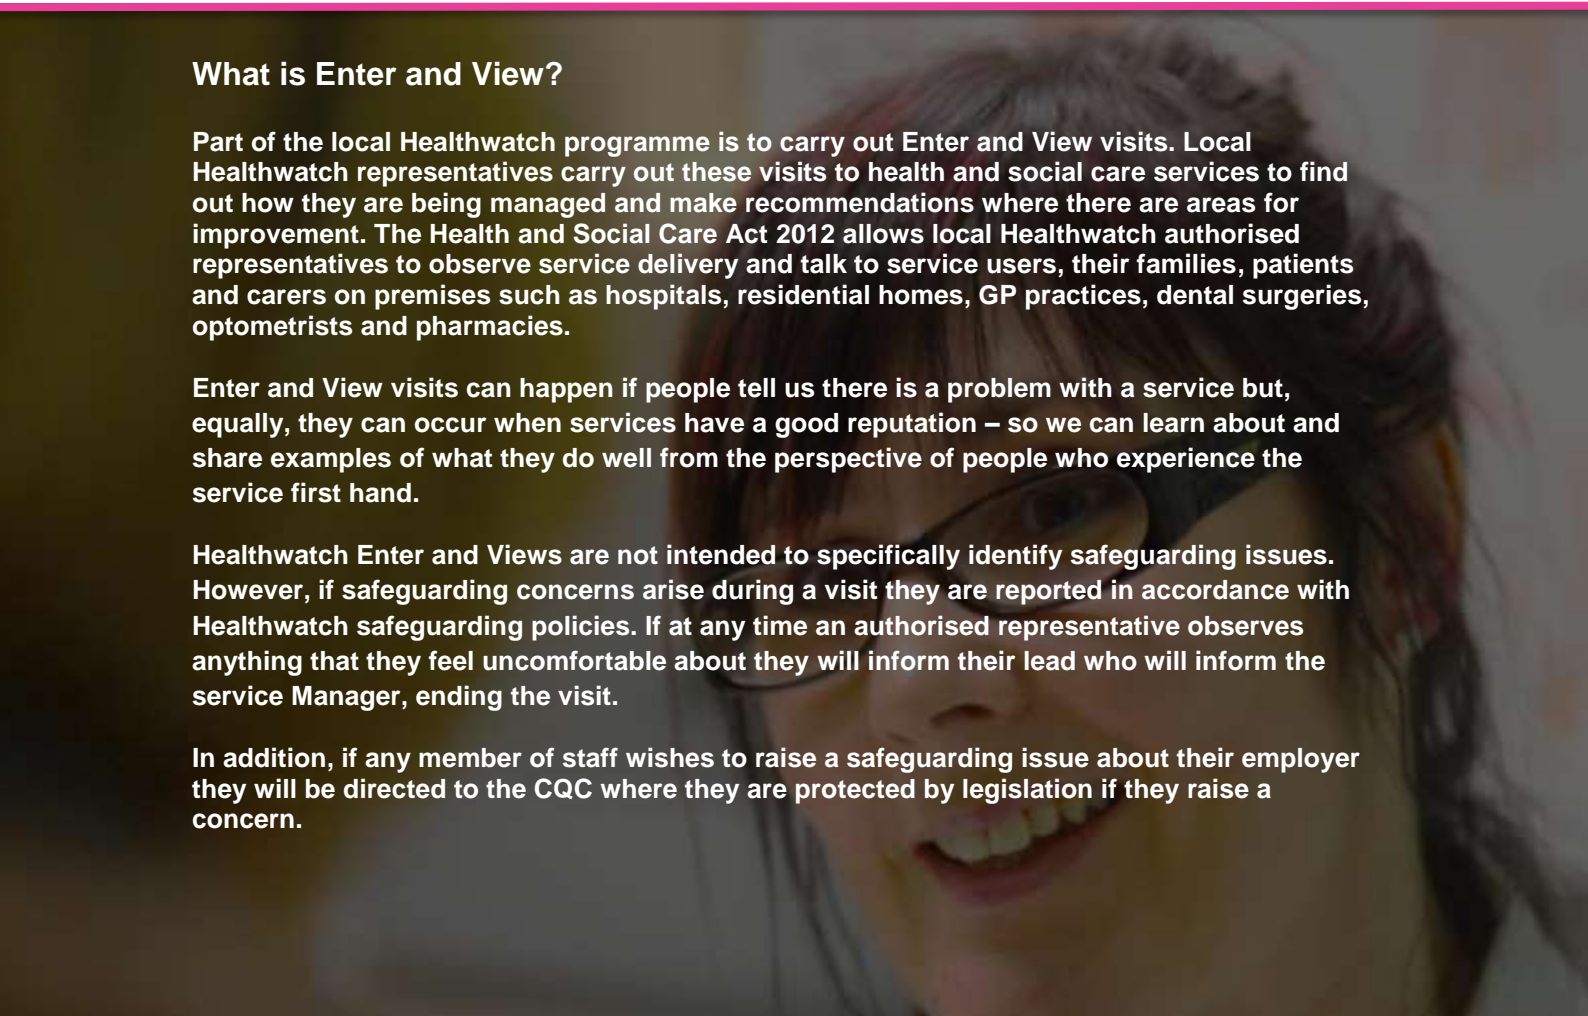 What is Enter and View?
Part of the local Healthwatch programme is to carry out Enter and View visits. Local
Healthwatch representatives carry out these visits to health and social care services to find
out how they are being managed and make recommendations where there are areas for
improvement. The Health and Social Care Act 2012 allows local Healthwatch authorised
representatives to observe service delivery and talk to service users, their families, patients
and carers on premises such as hospitals, residential homes, GP practices, dental surgeries,
optometrists and pharmacies.
Enter and View visits can happen if people tell us there is a problem with a service but,
equally, they can occur when services have a good reputation – so we can learn about and
share examples of what they do well from the perspective of people who experience the
service first hand.
Healthwatch Enter and Views are not intended to specifically identify safeguarding issues.
However, if safeguarding concerns arise during a visit they are reported in accordance with
Healthwatch safeguarding policies. If at any time an authorised representative observes
anything that they feel uncomfortable about they will inform their lead who will inform the
service Manager, ending the visit.
In addition, if any member of staff wishes to raise a safeguarding issue about their employer
they will be directed to the CQC where they are protected by legislation if they raise a
concern.